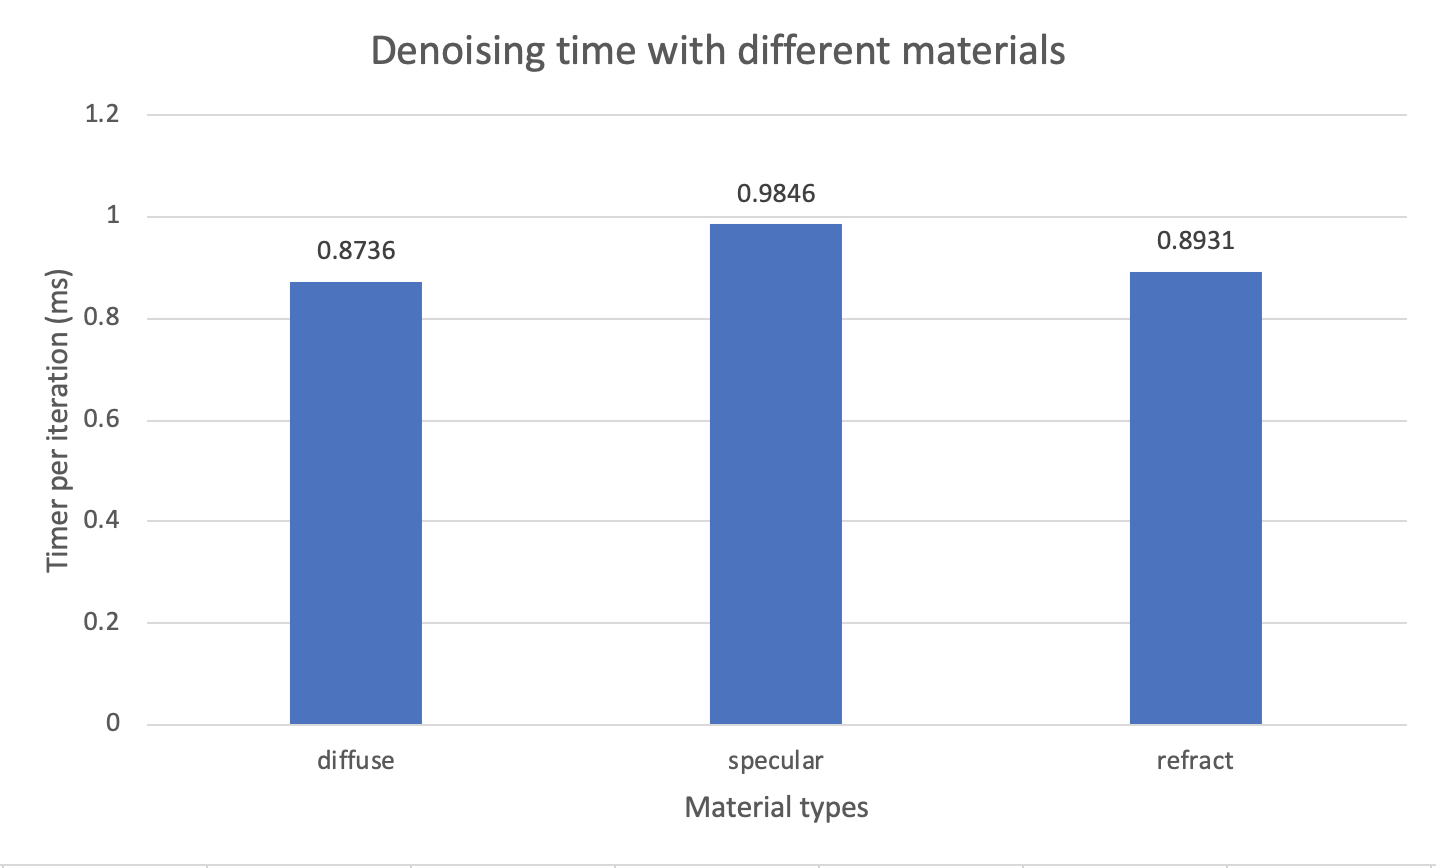 Denoising time with different materials
Timer per iteration (ms)
1.2
1
0.8
0.6
0.4
0.2
0
0.8736
0.9846
0.8931
diffuse
specular
refract
Material types